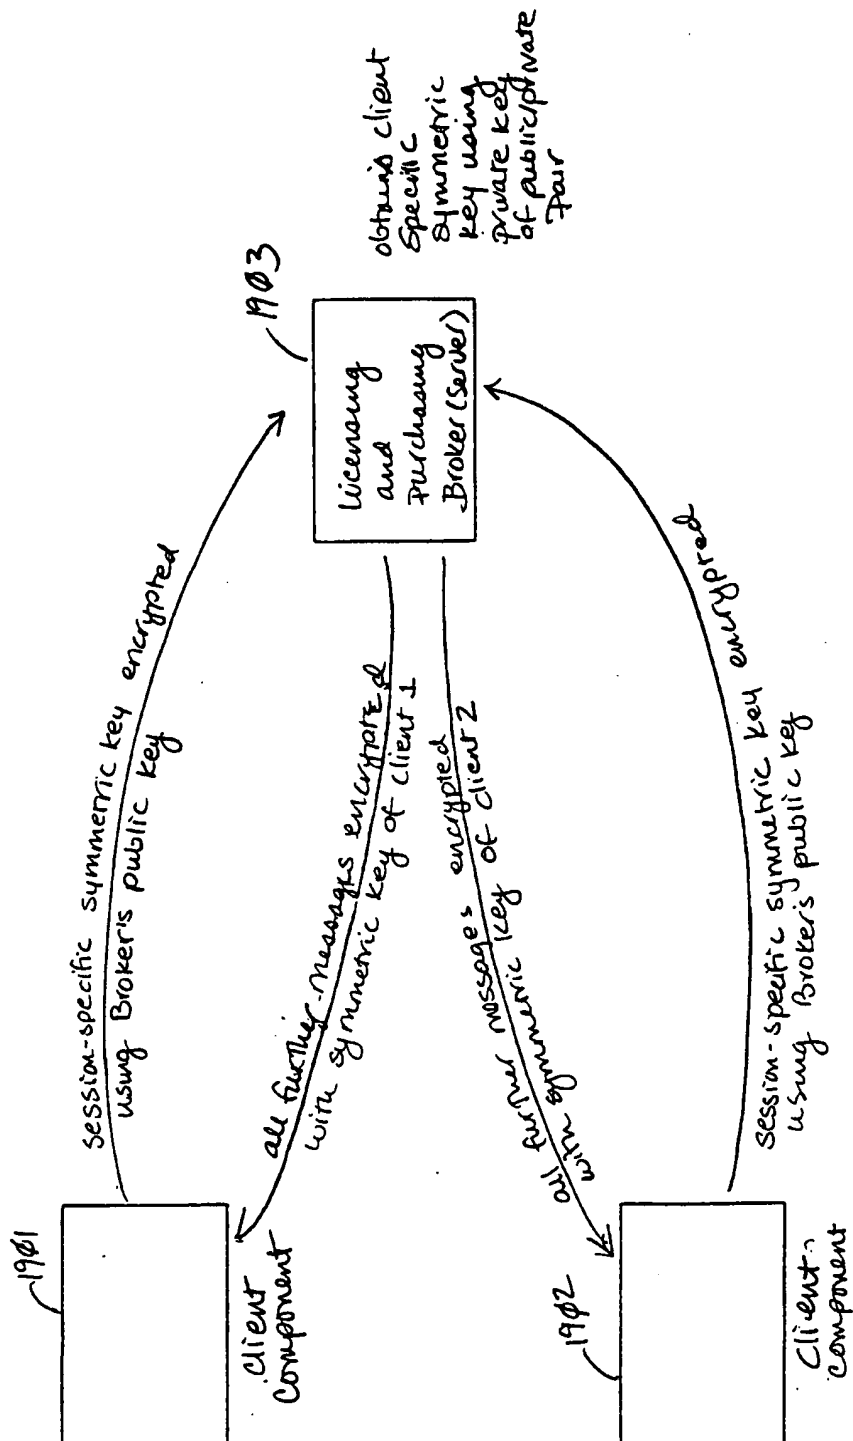 1901
client
component
session-specific symmetric key encrypted
using Broker's public key
all further messages encrypted
with symmetric key of client 1
1903
Licensing
and
Purchasing
Broker (Server)
obtains client
specific
symmetric
key using
private key
of public/private
Pair
all further messages encrypted
with symmetric key of client 2
session-specific symmetric key encrypted
using Broker's public key
1902
Client
component